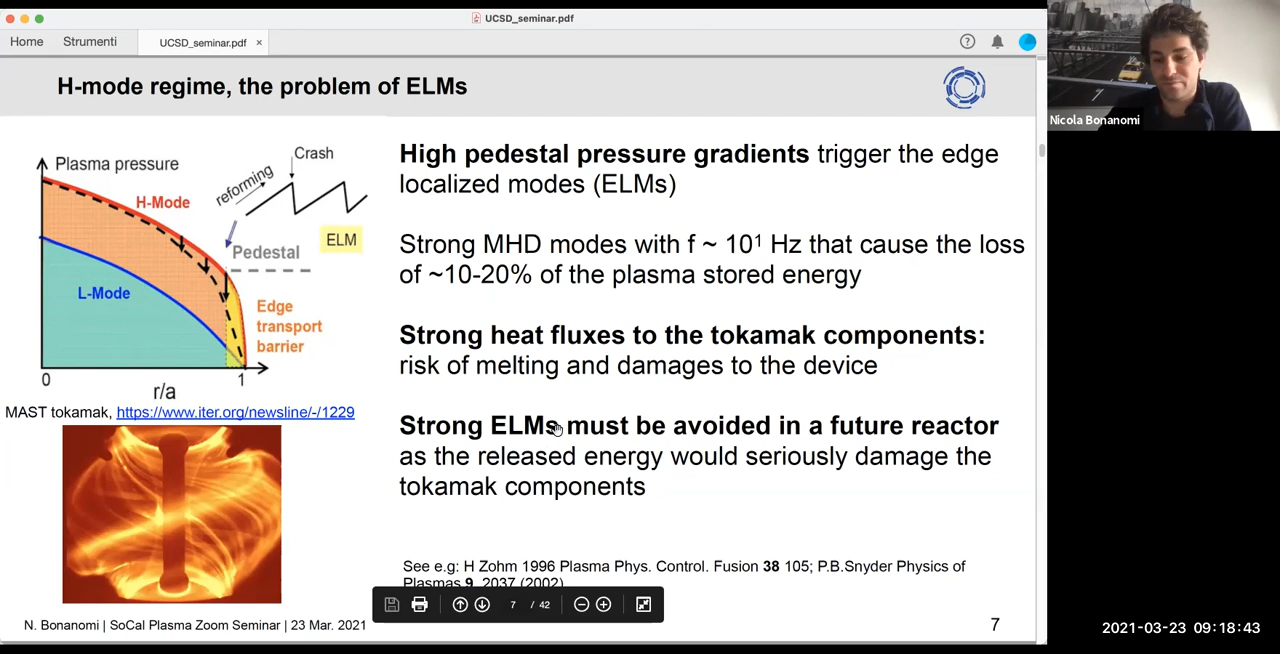 UCSD_seminar.pdf
Home Strumenti UCSD_seminar.pdf ×
H-mode regime, the problem of ELMs
Plasma pressure
Crash
reforming
H-Mode
ELM
Pedestal
L-Mode
Edge
transport
barrier
0
1
r/a
MAST tokamak, https://www.iter.org/newsline/-/1229
High pedestal pressure gradients trigger the edge
localized modes (ELMs)
Strong MHD modes with f ~ 10¹ Hz that cause the loss
of ~10-20% of the plasma stored energy
Strong heat fluxes to the tokamak components:
risk of melting and damages to the device
Strong ELMs must be avoided in a future reactor
as the released energy would seriously damage the
tokamak components
See e.g: H Zohm 1996 Plasma Phys. Control. Fusion 38 105; P.B.Snyder Physics of
Plasmas 9, 2037 (2002)
7 / 42
N. Bonanomi | SoCal Plasma Zoom Seminar | 23 Mar. 2021
7
Nicola Bonanomi
2021-03-23 09:18:43